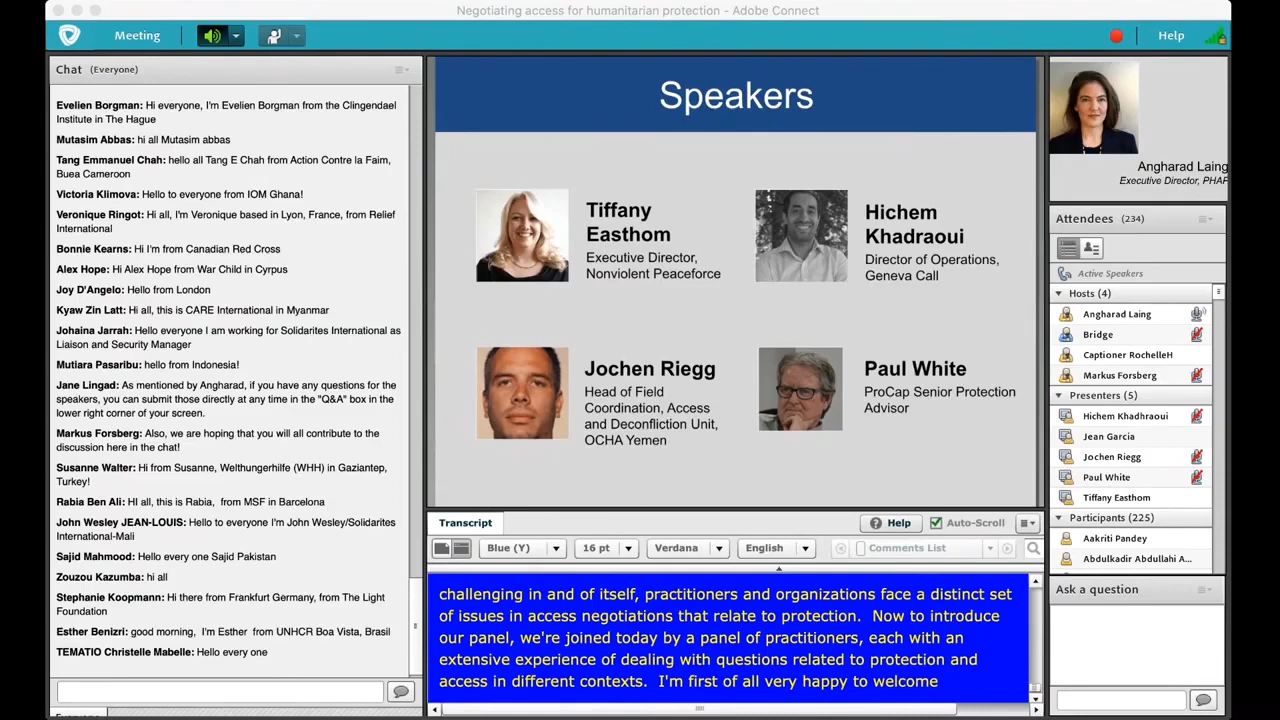 Negotiating access for humanitarian protection - Adobe Connect
Meeting
Help
Chat (Everyone)
Evelien Borgman: Hi everyone, I'm Evelien Borgman from the Clingendael
Institute in The Hague
Mutasim Abbas: hi all Mutasim abbas
Tang Emmanuel Chah: hello all Tang E Chah from Action Contre la Faim,
Buea Cameroon
Victoria Klimova: Hello to everyone from IOM Ghana!
Veronique Ringot: Hi all, I'm Veronique based in Lyon, France, from Relief
International
Bonnie Kearns: Hi I'm from Canadian Red Cross
Alex Hope: Hi Alex Hope from War Child in Cyrpus
Joy D'Angelo: Hello from London
Kyaw Zin Latt: Hi all, this is CARE International in Myanmar
Johaina Jarrah: Hello everyone I am working for Solidarites International as
Liaison and Security Manager
Mutiara Pasaribu: hello from Indonesia!
Jane Lingad: As mentioned by Angharad, if you have any questions for the
speakers, you can submit those directly at any time in the "Q&A" box in the
lower right corner of your screen.
Markus Forsberg: Also, we are hoping that you will all contribute to the
discussion here in the chat!
Susanne Walter: Hi from Susanne, Welthungerhilfe (WHH) in Gaziantep,
Turkey!
Rabia Ben Ali: HI all, this is Rabia, from MSF in Barcelona
John Wesley JEAN-LOUIS: Hello to everyone I'm John Wesley/Solidarites
International-Mali
Sajid Mahmood: Hello every one Sajid Pakistan
Zouzou Kazumba: hi all
Stephanie Koopmann: Hi there from Frankfurt Germany, from The Light
Foundation
Esther Benizri: good morning, I'm Esther from UNHCR Boa Vista, Brasil
TEMATIO Christelle Mabelle: Hello every one
Everyone
Speakers
Tiffany
Easthom
Executive Director,
Nonviolent Peaceforce
Hichem
Khadraoui
Director of Operations,
Geneva Call
Jochen Riegg
Head of Field
Coordination, Access
and Deconfliction Unit,
OCHA Yemen
Paul White
ProCap Senior Protection
Advisor
Transcript
Help
Auto-Scroll
Blue (Y)
16 pt
Verdana
English
Comments List
challenging in and of itself, practitioners and organizations face a distinct set
of issues in access negotiations that relate to protection. Now to introduce
our panel, we're joined today by a panel of practitioners, each with an
extensive experience of dealing with questions related to protection and
access in different contexts. I'm first of all very happy to welcome
Angharad Laing
Executive Director, PHAP
Attendees (234)
Active Speakers
Hosts (4)
Angharad Laing
Bridge
Captioner RochelleH
Markus Forsberg
Presenters (5)
Hichem Khadhraoui
Jean Garcia
Jochen Riegg
Paul White
Tiffany Easthom
Participants (225)
Aakriti Pandey
Abdulkadir Abdullahi A...
Ask a question